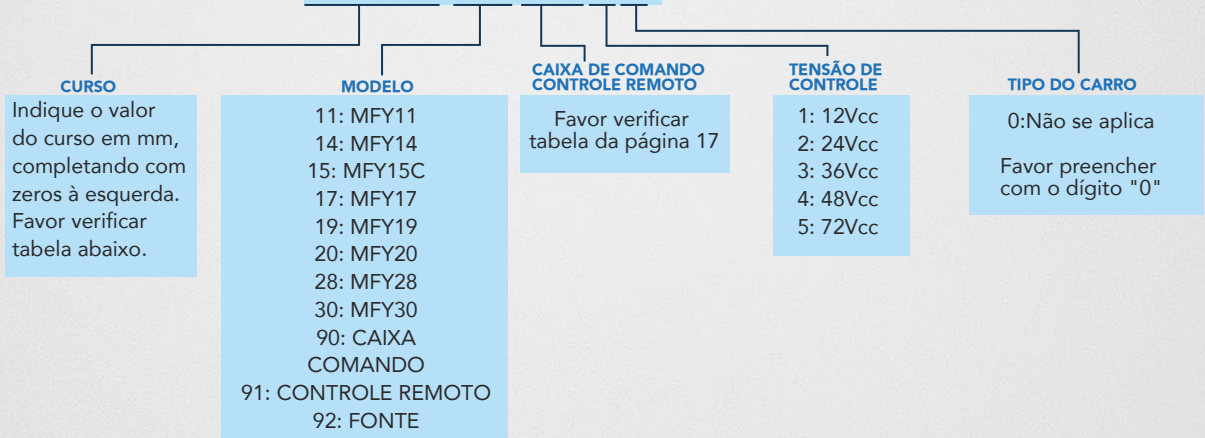 CURSO
Indique o valor
do curso em mm,
completando com
zeros à esquerda.
Favor verificar
tabela abaixo.
MODELO
11: MFY11
14: MFY14
15: MFY15C
17: MFY17
19: MFY19
20: MFY20
28: MFY28
30: MFY30
90: CAIXA
COMANDO
91: CONTROLE REMOTO
92: FONTE
CAIXA DE COMANDO
CONTROLE REMOTO
Favor verificar
tabela da página 17
TENSÃO DE
CONTROLE
1: 12Vcc
2: 24Vcc
3: 36Vcc
4: 48Vcc
5: 72Vcc
TIPO DO CARRO
0:Não se aplica
Favor preencher
com o dígito "0"